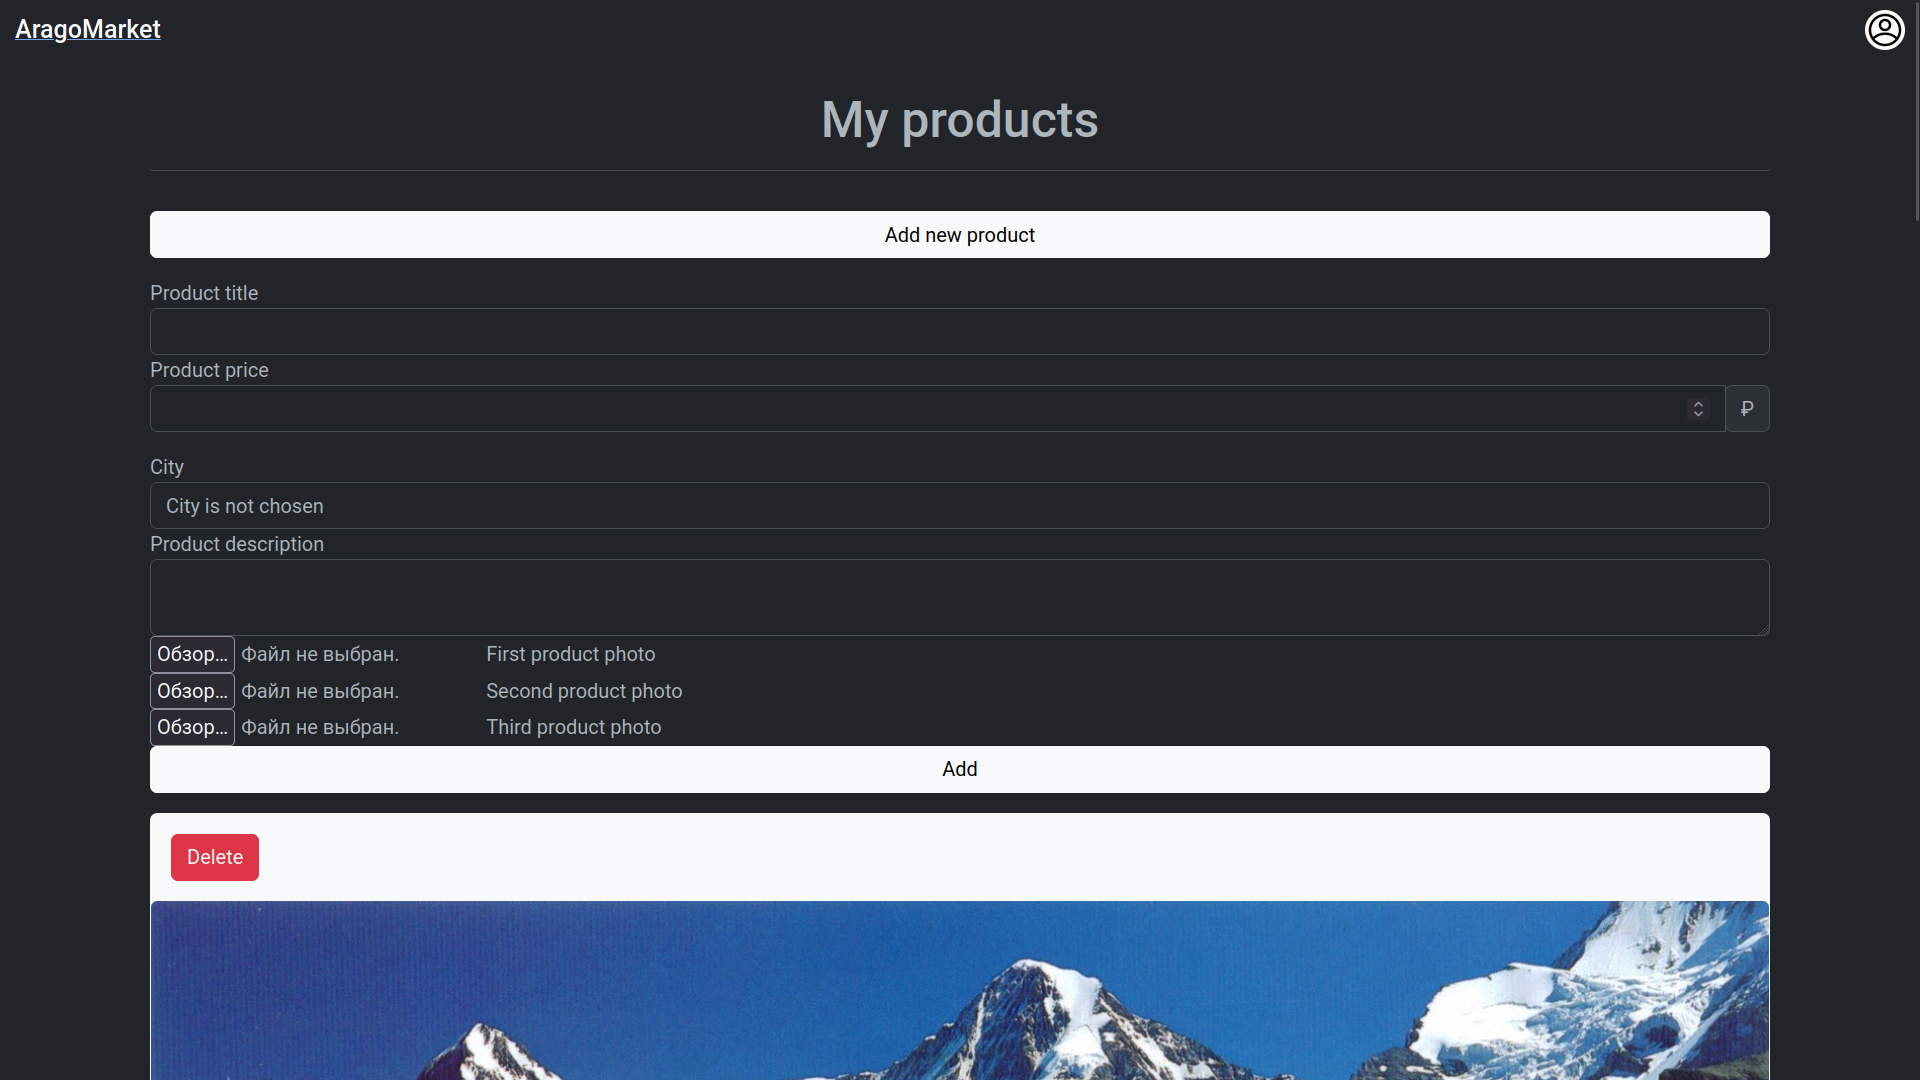 AragoMarket
My products
Add new product
Product title
Product price
₽
City
City is not chosen
Product description
Обзор... Файл не выбран. First product photo
Обзор... Файл не выбран. Second product photo
Обзор... Файл не выбран. Third product photo
Add
Delete